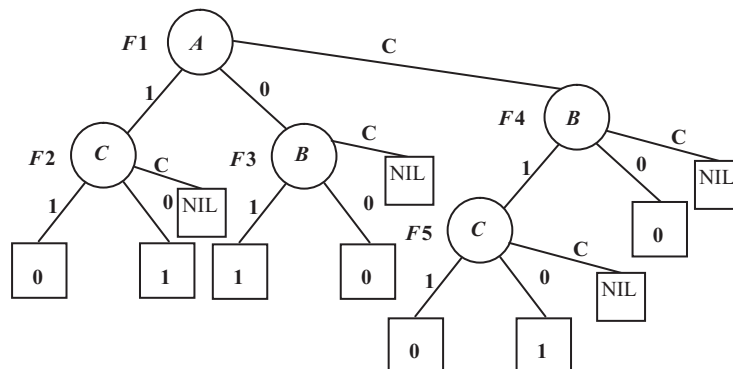 F1 A C
1 0
F4 B
F2 C F3 B C C
C 1 0
1 0 NIL 1 0 NIL NIL
F5 C 0
0 1 1 0 C
1 0 NIL
0 1